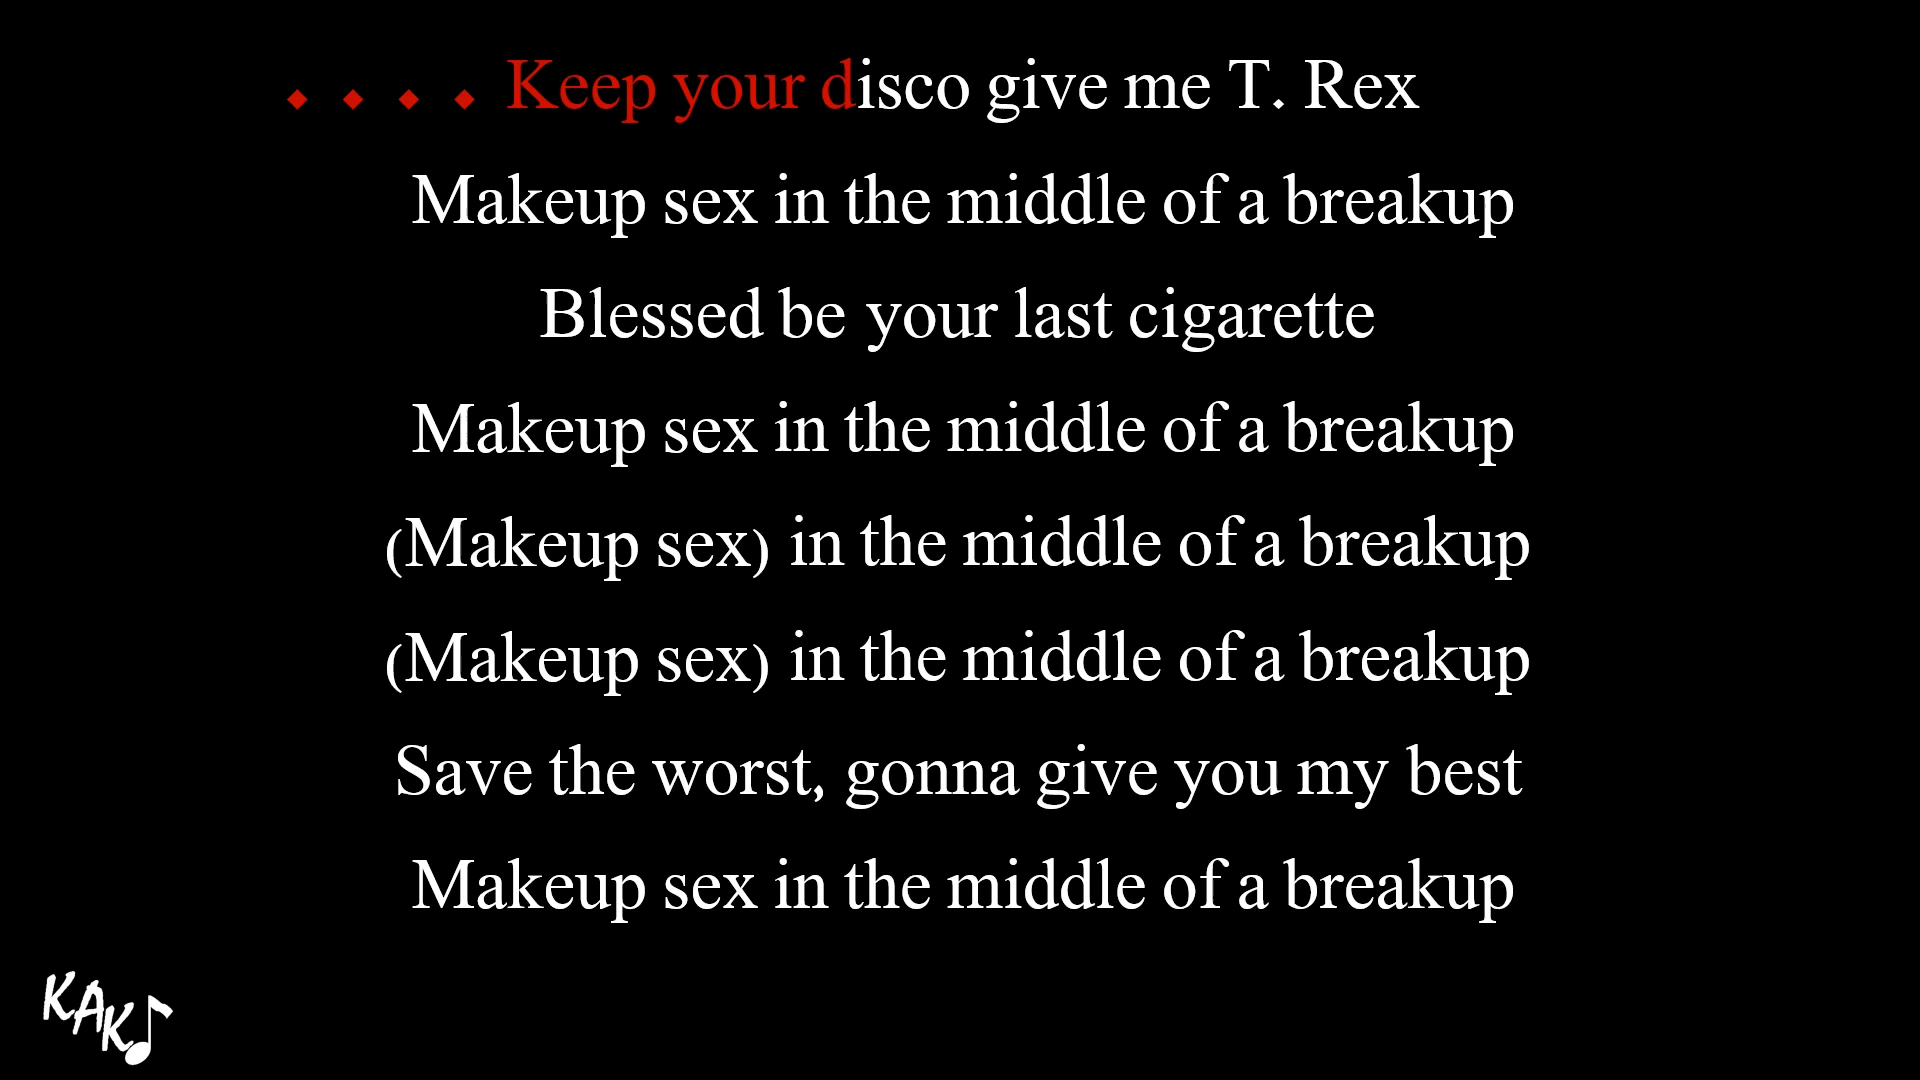 Keep your disco give me T. Rex
Makeup sex in the middle of a breakup
Blessed be your last cigarette
Makeup sex in the middle of a breakup
(Makeup sex) in the middle of a breakup
(Makeup sex) in the middle of a breakup
Save the worst, gonna give you my best
Makeup sex in the middle of a breakup
KAK